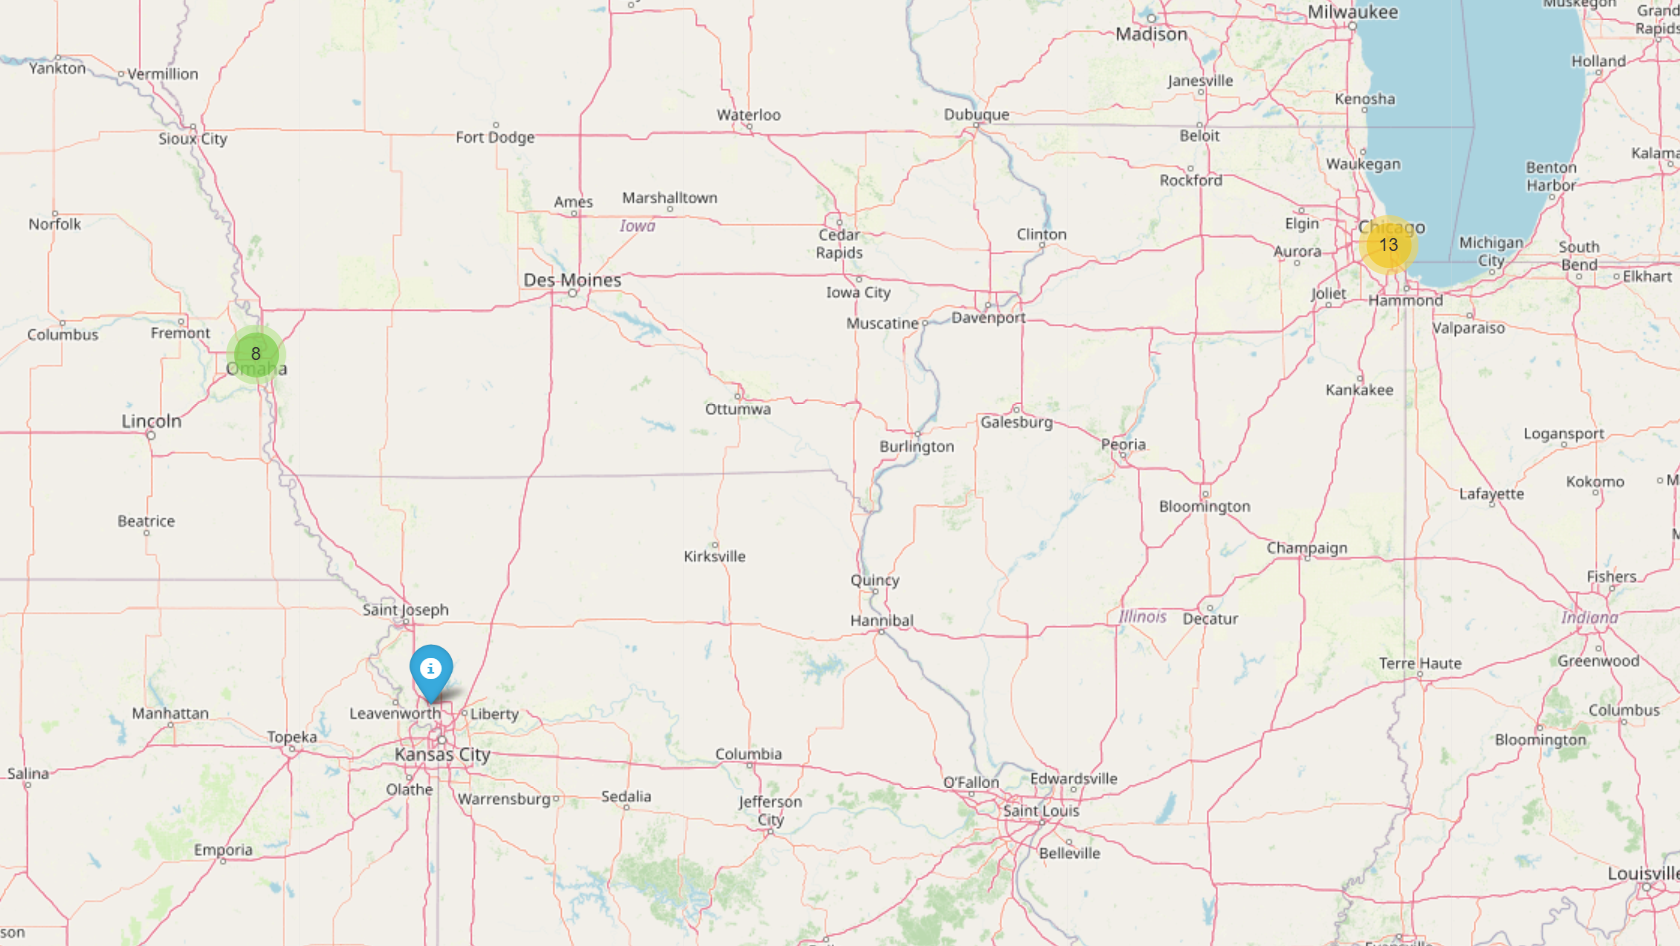 Milwaukee
Muskegon
Grand
Rapids
Madison
Holland
Yankton
Vermillion
Janesville
Kenosha
Waterloo
Dubuque
Sioux City
Fort Dodge
Beloit
Waukegan
Kalama
Benton
Harbor
Rockford
Ames
Marshalltown
Iowa
Norfolk
Elgin
Chicago
13
Cedar
Rapids
Clinton
Michigan
City
South
Bend
Aurora
Elkhart
Des Moines
Iowa City
Joliet
Hammond
Columbus
Fremont
Muscatine
Davenport
Valparaiso
8
Omaha
Kankakee
Lincoln
Ottumwa
Galesburg
Burlington
Peoria
Logansport
Kokomo
M
Lafayette
Bloomington
Beatrice
Kirksville
Champaign
Quincy
Fishers
Saint Joseph
Hannibal
Illinois
Decatur
Indiana
i
Terre Haute
Greenwood
Leavenworth
Liberty
Manhattan
Columbus
Topeka
Bloomington
Kansas City
Columbia
Salina
Olathe
O'Fallon
Edwardsville
Warrensburg
Sedalia
Jefferson
City
Saint Louis
Emporia
Belleville
Louisville
son
Evansville